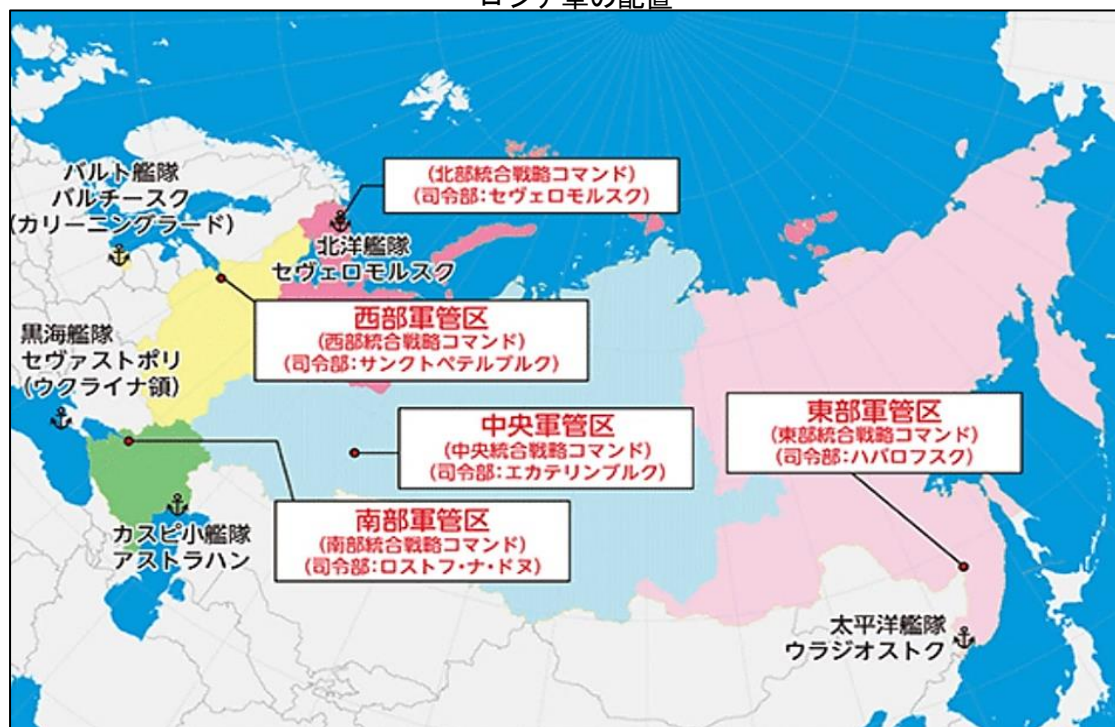 ロシア軍の配置
バルト艦隊
バルチースク
(カリーニングラード)
(北部統合戦略コマンド)
(司令部:セヴェロモルスク)
北洋艦隊
セヴェロモルスク
西部軍管区
(西部統合戦略コマンド)
(司令部:サンクトペテルブルク)
黒海艦隊
セヴァストポリ
(ウクライナ領)
中央軍管区
(中央統合戦略コマンド)
(司令部:エカテリンブルク)
東部軍管区
(東部統合戦略コマンド)
(司令部:ハバロフスク)
南部軍管区
(南部統合戦略コマンド)
(司令部:ロストフ・ナ・ドヌ)
カスピ小艦隊
アストラハン
太平洋艦隊
ウラジオストク